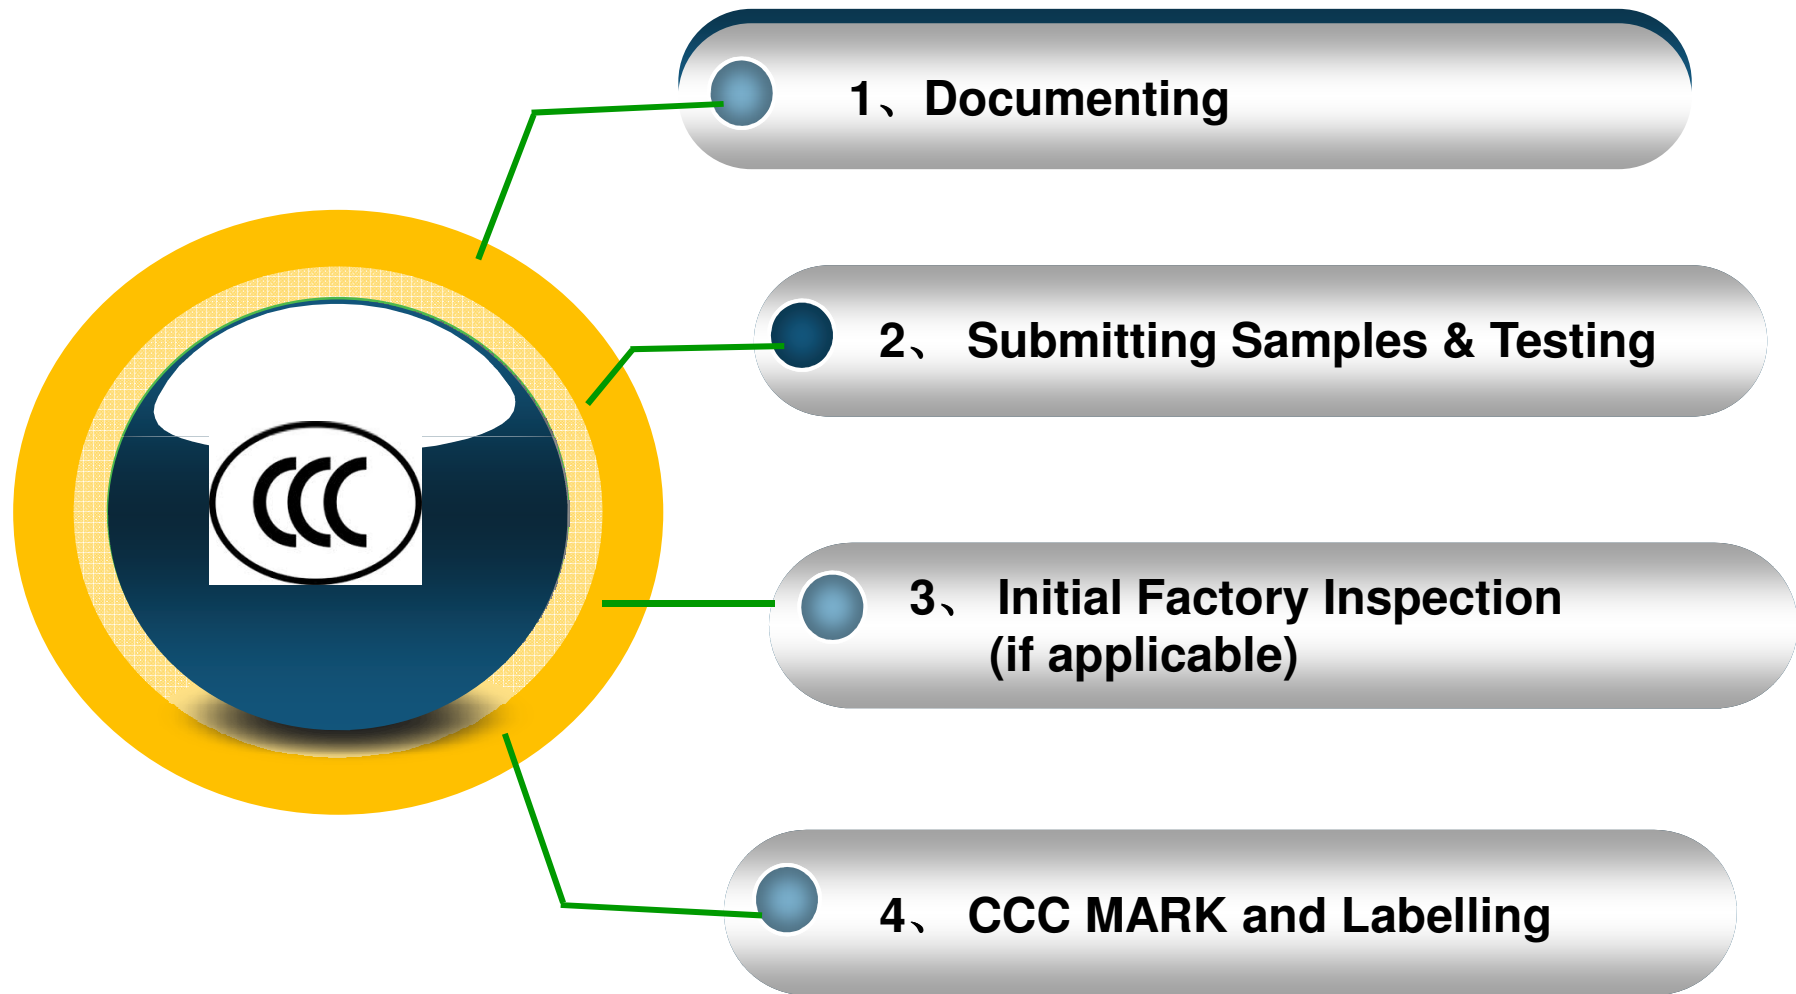 1、Documenting
2、 Submitting Samples & Testing
3、 Initial Factory Inspection
(if applicable)
CCC
4、 CCC MARK and Labelling